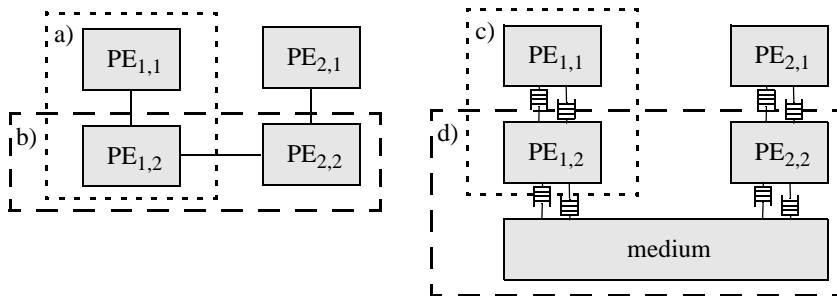 a)
c)
PE1,1
PE2,1
PE1,1
PE2,1
b)
d)
PE1,2
PE2,2
PE1,2
PE2,2
medium